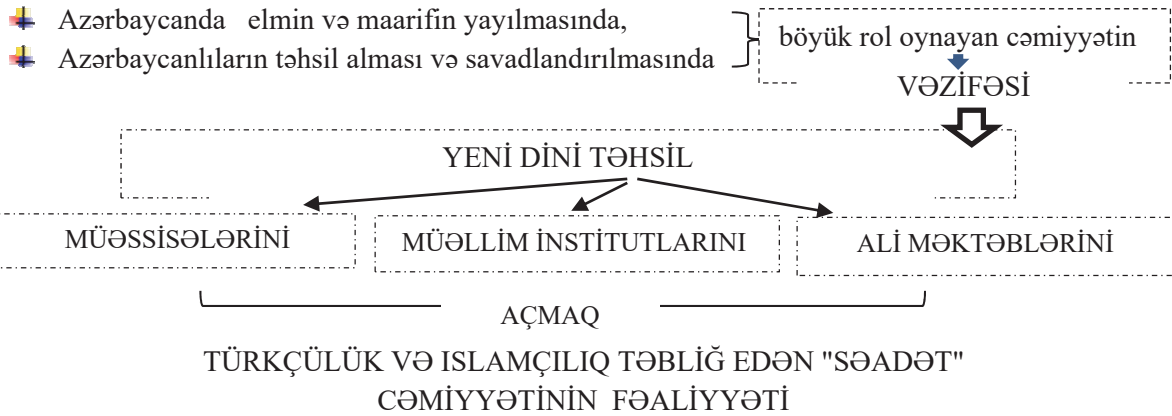 Azərbaycanda elmin və maarifin yayılmasında,
Azərbaycanlıların təhsil alması və savadlandırılmasında
böyük rol oynayan cəmiyyətin
VƏZİFƏSİ
YENİ DİNİ TƏHSİL
MÜƏSSİSƏLƏRİNİ
MÜƏLLİM İNSTİTUTLARINI
ALİ MƏKTƏBLƏRİNİ
AÇMAQ
TÜRKÇÜLÜK VƏ ISLAMÇILIQ TƏBLİĞ EDƏN "SƏADƏT"
CƏMİYYƏTİNİN FƏALİYYƏTİ